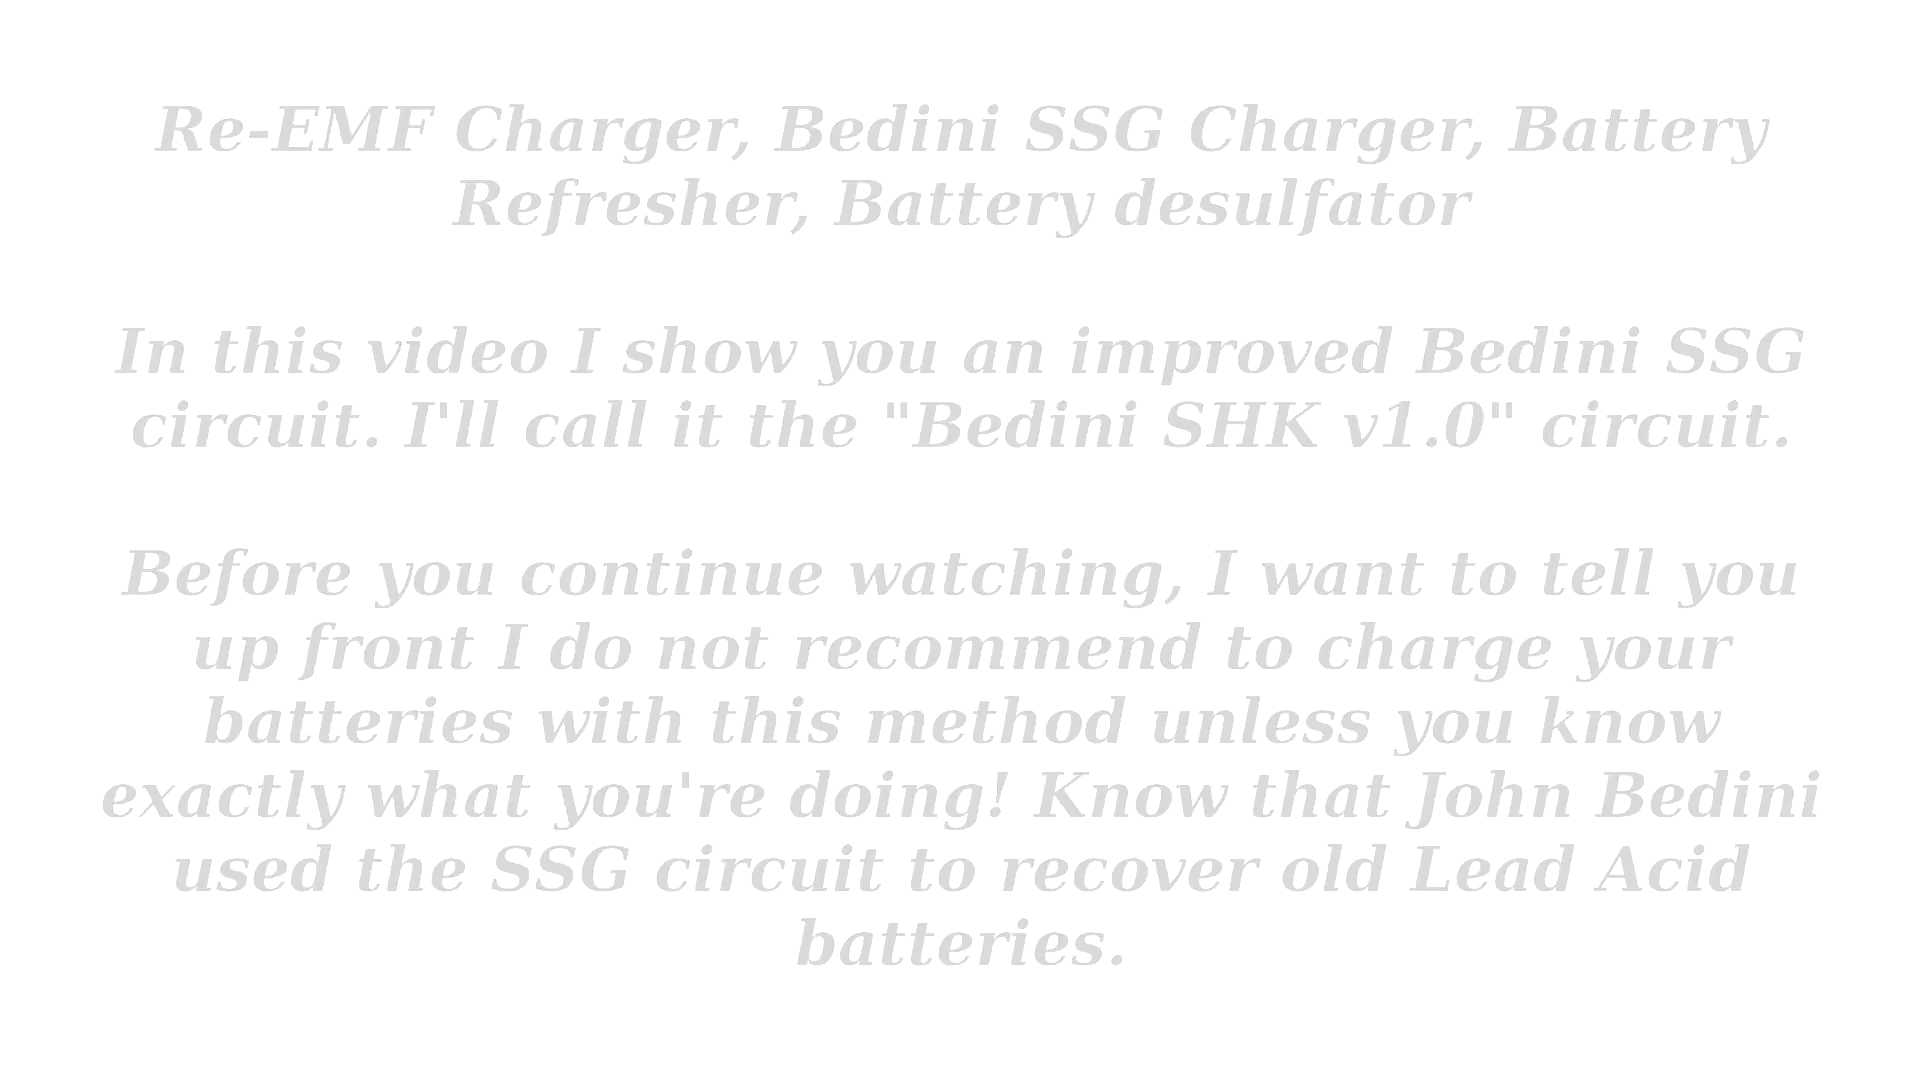 Re-EMF Charger, Bedini SSG Charger, Battery
Refresher, Battery desulfator
In this video I show you an improved Bedini SSG
circuit. I'll call it the "Bedini SHK v1.0" circuit.
Before you continue watching, I want to tell you
up front I do not recommend to charge your
batteries with this method unless you know
exactly what you're doing! Know that John Bedini
used the SSG circuit to recover old Lead Acid
batteries.